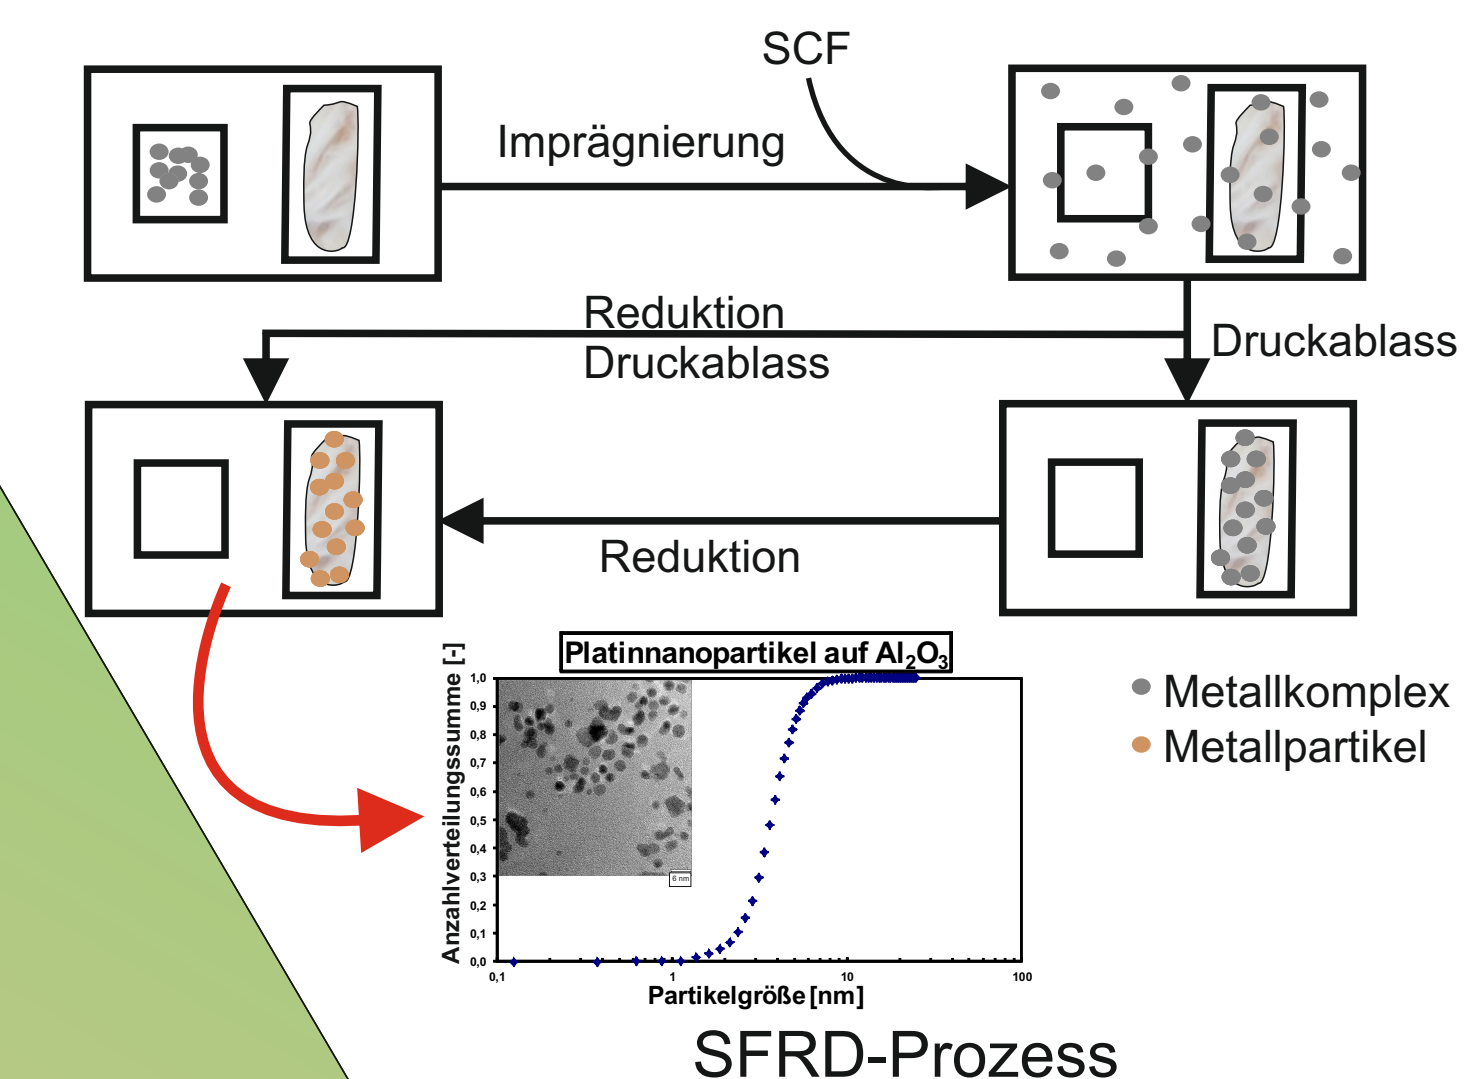 SCF
Imprägnierung
Reduktion
Druckablass
Druckablass
Reduktion
Platinnanopartikel auf Al₂O₃
Anzahlverteilungssumme [-]
1,0
0,9
0,8
0,7
0,6
0,5
0,4
0,3
0,2
0,1
0,0
6 nm
0,1 1 10 100
Partikelgröße [nm]
Metallkomplex
Metallpartikel
SFRD-Prozess